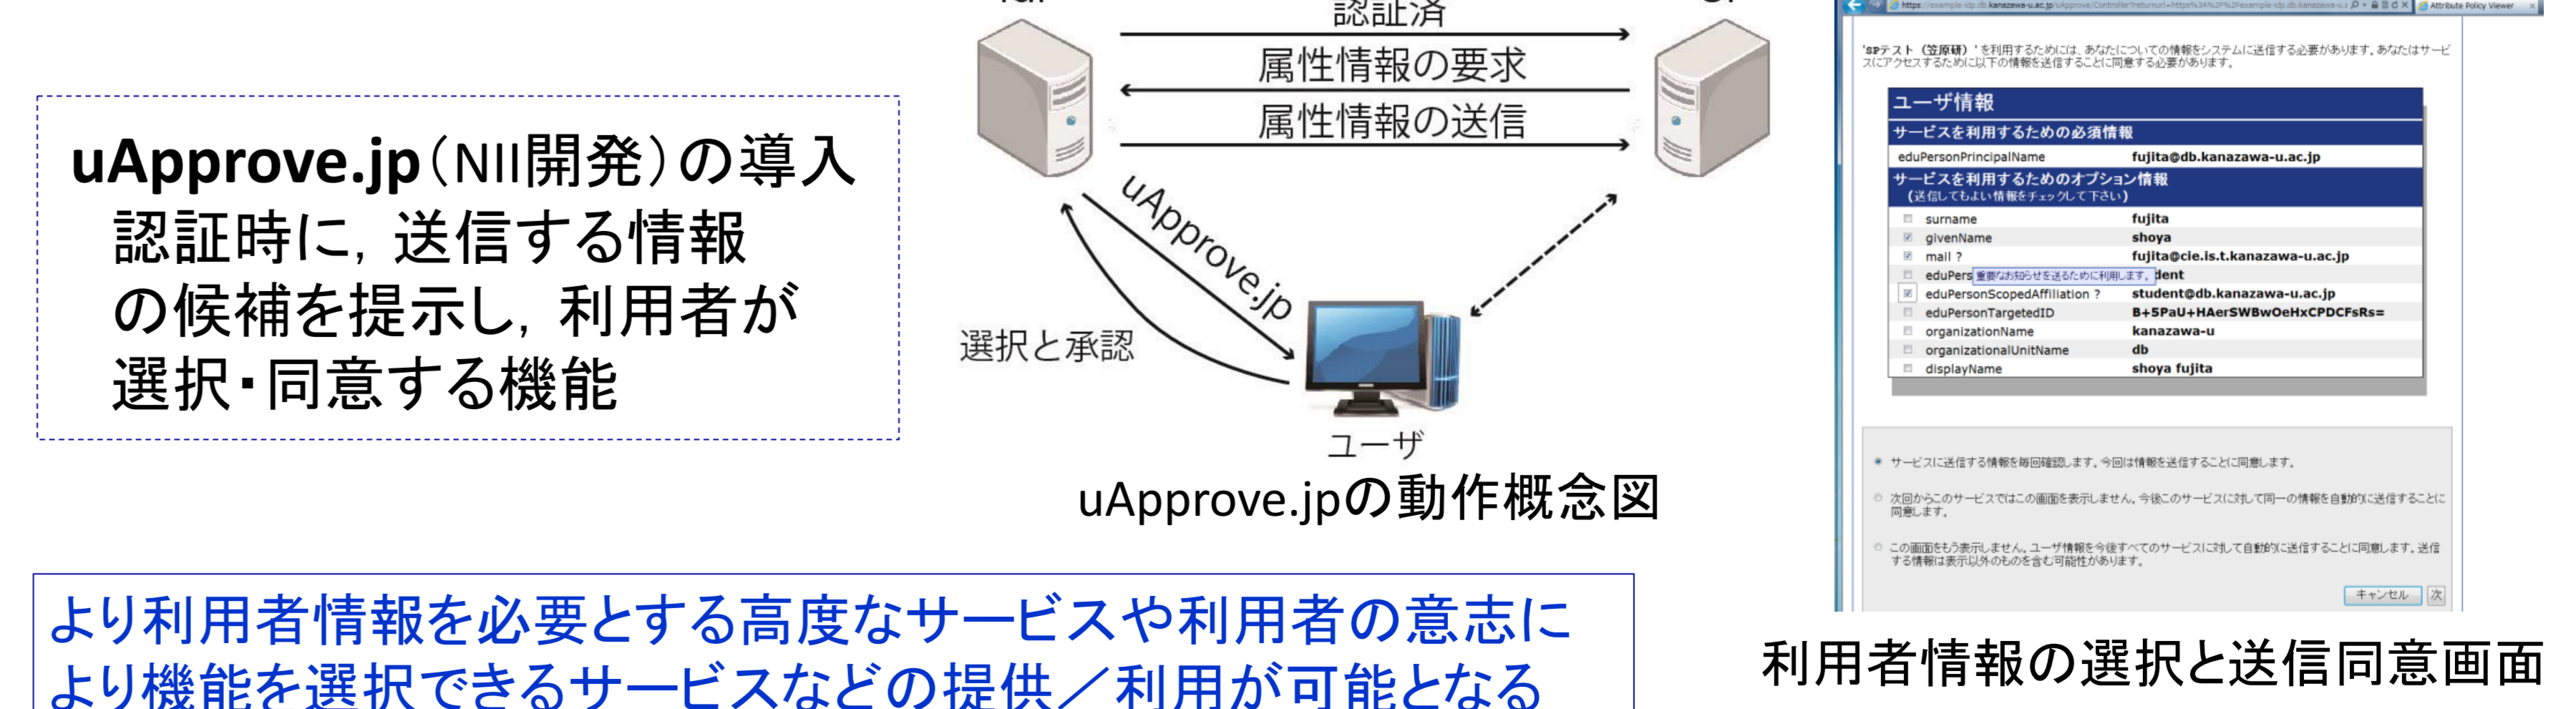 uApprove.jp(NII開発)の導入
認証時に, 送信する情報
の候補を提示し, 利用者が
選択・同意する機能
認証済
属性情報の要求
属性情報の送信
uApprove.jp
選択と承認
ユーザ
uApprove.jpの動作概念図
より利用者情報を必要とする高度なサービスや利用者の意志に
より機能を選択できるサービスなどの提供／利用が可能となる
Attribute Policy Viewer
'SPテスト（笠原研）'を利用するためには、あなたについての情報をシステムに送信する必要があります。あなたはサービ
スにアクセスするために以下の情報を送信することに同意する必要があります。
ユーザ情報
サービスを利用するための必須情報
eduPersonPrincipalName fujita@db.kanazawa-u.ac.jp
サービスを利用するためのオプション情報
(送信してもよい情報をチェックして下さい)
surname fujita
givenName shoya
mail ? fujita@cie.is.t.kanazawa-u.ac.jp
eduPers 重要なお知らせを送るために利用します。 dent
eduPersonScopedAffiliation ? student@db.kanazawa-u.ac.jp
eduPersonTargetedID B+5PaU+HAerSWBwOeHxCPDCFsRs=
organizationName kanazawa-u
organizationalUnitName db
displayName shoya fujita
サービスに送信する情報を毎回確認します。今回は情報を送信することに同意します。
次回からこのサービスではこの画面を表示しません。今後このサービスに対して同一の情報を自動的に送信することに
同意します。
この画面をもう表示しません。ユーザ情報を今後すべてのサービスに対して自動的に送信することに同意します。送信
する情報は表示以外のものを含む可能性があります。
キャンセル 次
利用者情報の選択と送信同意画面